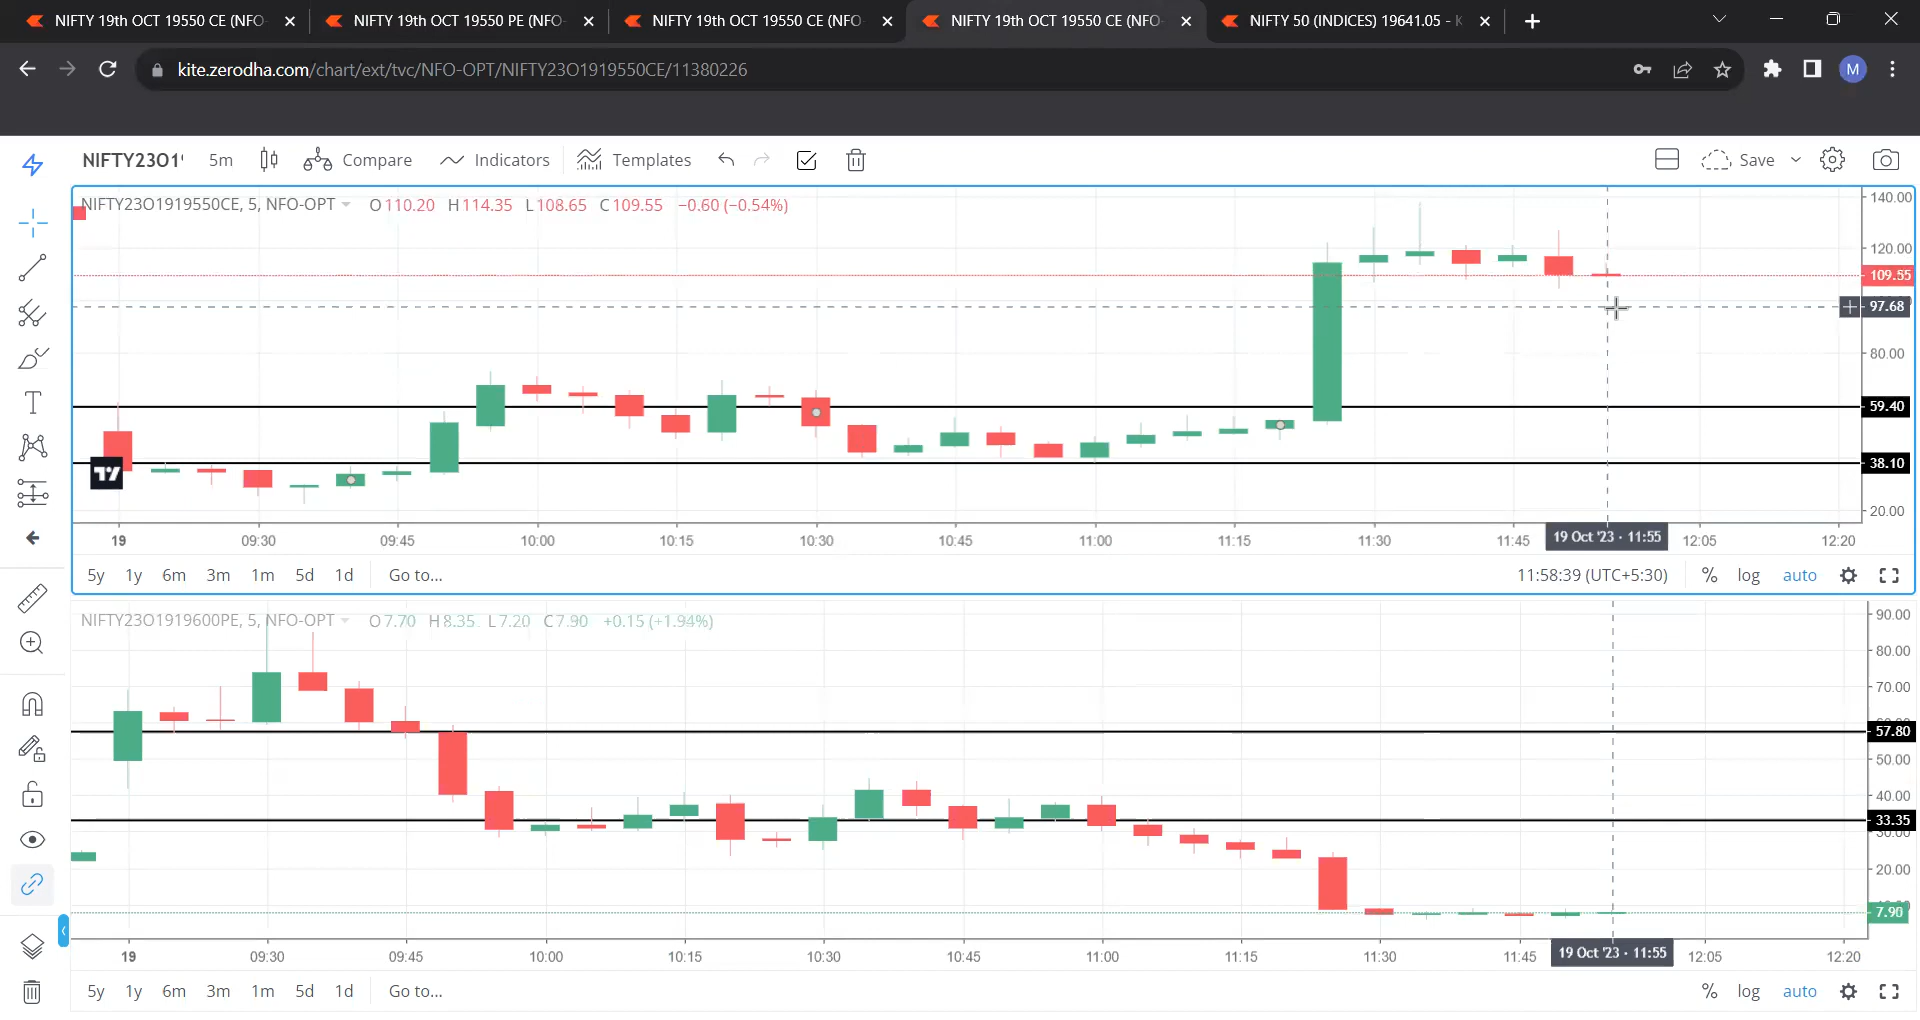 NIFTY 19th OCT 19550 CE (NFO-
NIFTY 19th OCT 19550 PE (NFO-
NIFTY 19th OCT 19550 CE (NFO-
NIFTY 19th OCT 19550 CE (NFO-
NIFTY 50 (INDICES) 19641.05 - K
kite.zerodha.com/chart/ext/tvc/NFO-OPT/NIFTY23O1919550CE/11380226
M
NIFTY23O1
5m
Compare
Indicators
Templates
Save
NIFTY23O1919550CE, 5, NFO-OPT
O110.20 H114.35 L108.65 C109.55 −0.60 (−0.54%)
140.00
120.00
109.55
97.68
80.00
59.40
38.10
20.00
19 09:30 09:45 10:00 10:15 10:30 10:45 11:00 11:15 11:30 11:45 19 Oct '23 · 11:55 12:05 12:20
5y 1y 6m 3m 1m 5d 1d Go to...
11:58:39 (UTC+5:30) % log auto
NIFTY23O1919600PE, 5, NFO-OPT
O7.70 H8.35 L7.20 C7.90 +0.15 (+1.94%)
90.00
80.00
70.00
57.80
50.00
40.00
33.35
30.00
20.00
7.90
19 09:30 09:45 10:00 10:15 10:30 10:45 11:00 11:15 11:30 11:45 19 Oct '23 · 11:55 12:05 12:20
5y 1y 6m 3m 1m 5d 1d Go to...
% log auto